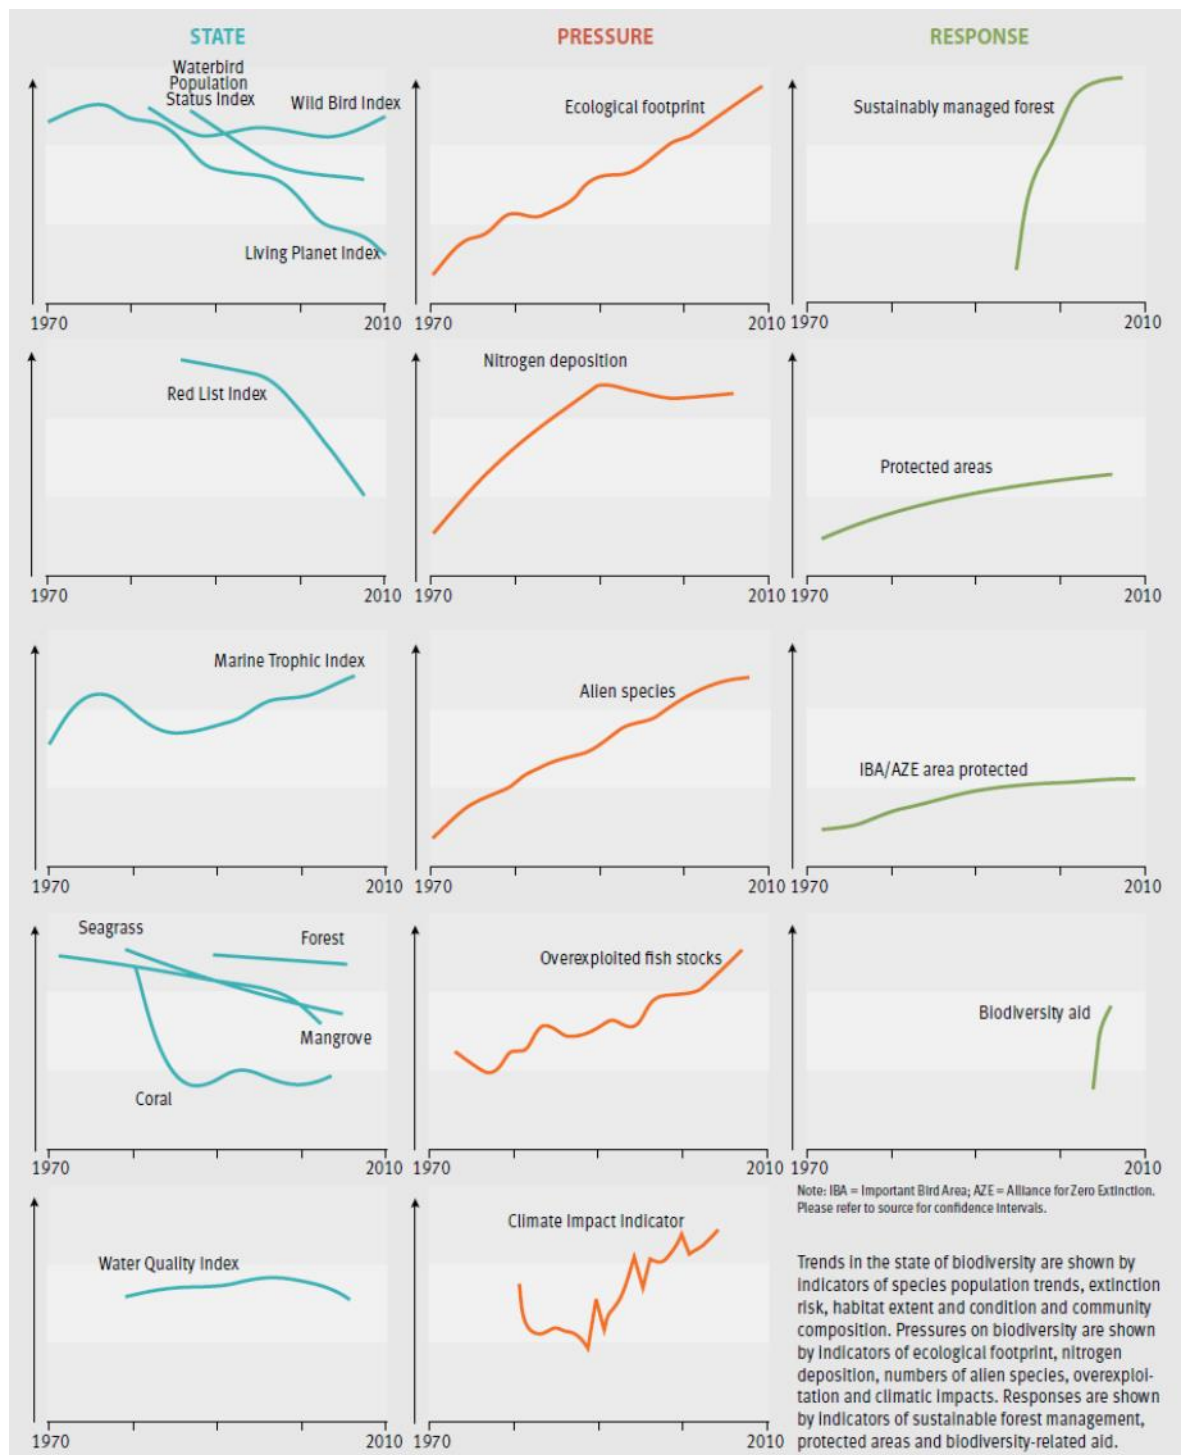 STATE
PRESSURE
RESPONSE
Waterbird
Population
Status Index
Wild Bird Index
Living Planet Index
1970
2010
Ecological footprint
1970
2010
Sustainably managed forest
1970
2010
Red List Index
1970
2010
Nitrogen deposition
1970
2010
Protected areas
1970
2010
Marine Trophic Index
1970
2010
Alien species
1970
2010
IBA/AZE area protected
1970
2010
Seagrass
Forest
Mangrove
Coral
1970
2010
Overexploited fish stocks
1970
2010
Biodiversity aid
1970
2010
Water Quality Index
1970
2010
Climate Impact Indicator
1970
2010
Note: IBA = Important Bird Area; AZE = Alliance for Zero Extinction.
Please refer to source for confidence intervals.
Trends in the state of biodiversity are shown by
indicators of species population trends, extinction
risk, habitat extent and condition and community
composition. Pressures on biodiversity are shown
by indicators of ecological footprint, nitrogen
deposition, numbers of alien species, overexploi-
tation and climatic impacts. Responses are shown
by indicators of sustainable forest management,
protected areas and biodiversity-related aid.